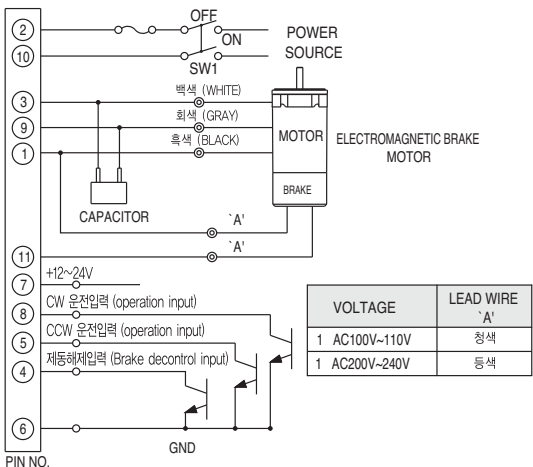 OFF
2
ON
POWER
SOURCE
10
SW1
백색 (WHITE)
3
회색 (GRAY)
9
흑색 (BLACK)
1
MOTOR
ELECTROMAGNETIC BRAKE
MOTOR
BRAKE
CAPACITOR
`A'
`A'
11
+12~24V
7
CW 운전입력 (operation input)
8
CCW 운전입력 (operation input)
5
제동해제입력 (Brake decontrol input)
4
6
GND
PIN NO.
VOLTAGE LEAD WIRE `A'
1 AC100V~110V 청색
1 AC200V~240V 등색